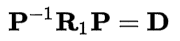 P⁻¹R₁P = D